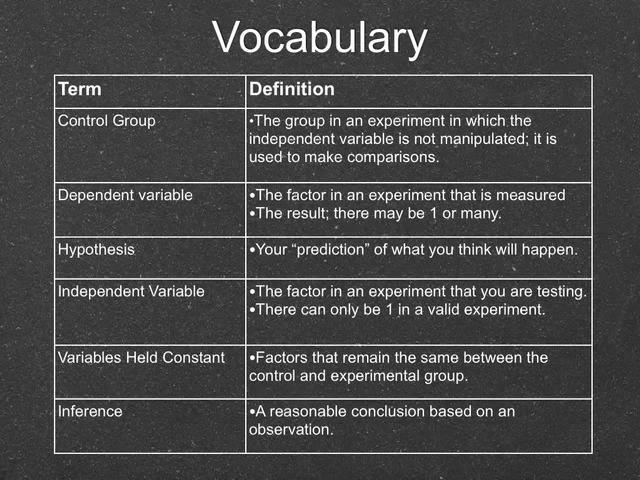 Vocabulary
Term
Definition
Control Group
•The group in an experiment in which the
independent variable is not manipulated; it is
used to make comparisons.
Dependent variable
•The factor in an experiment that is measured
•The result; there may be 1 or many.
Hypothesis
•Your “prediction” of what you think will happen.
Independent Variable
•The factor in an experiment that you are testing.
•There can only be 1 in a valid experiment.
Variables Held Constant
•Factors that remain the same between the
control and experimental group.
Inference
•A reasonable conclusion based on an
observation.